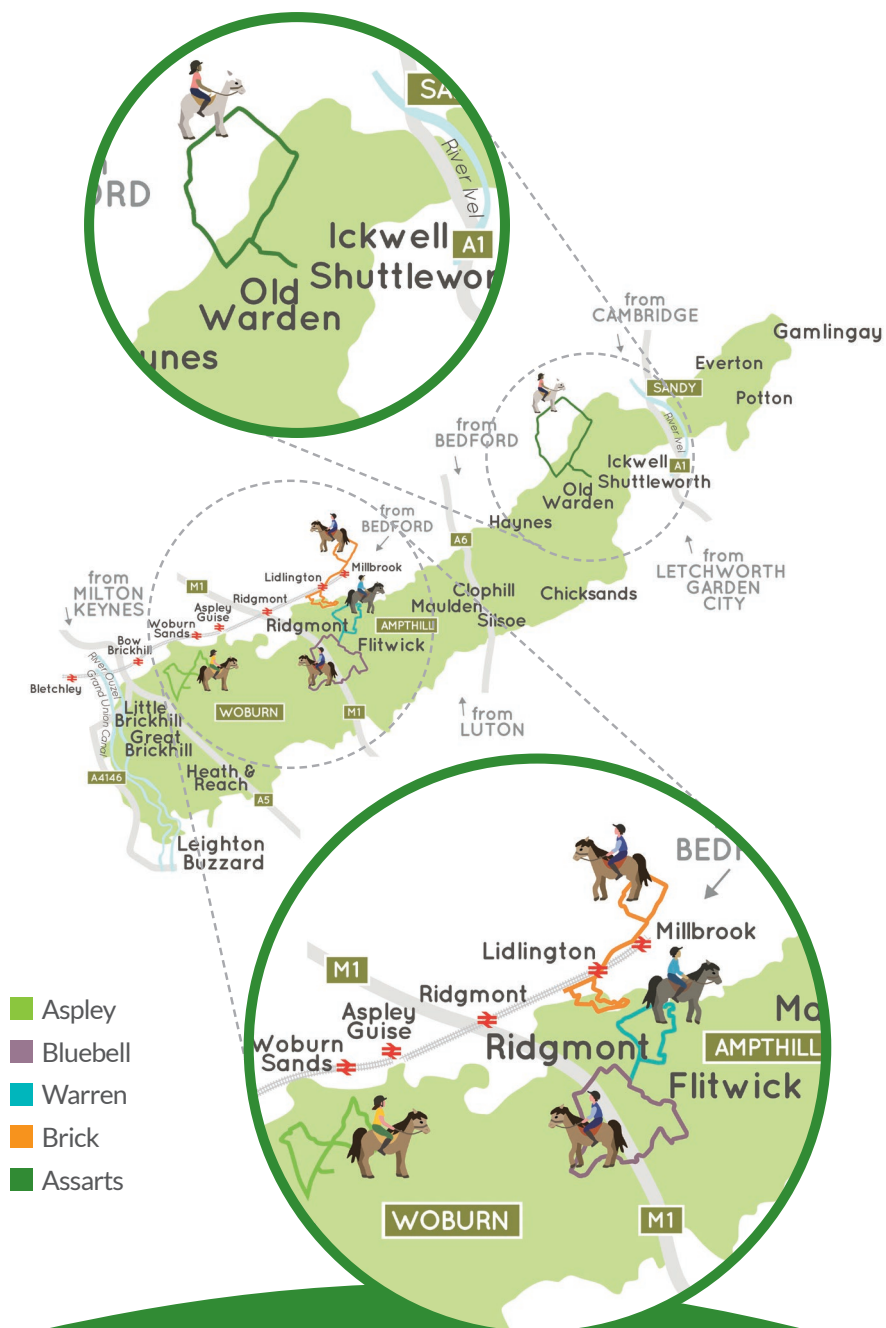 SA
River Ivel
RD
Ickwell
A1
Shuttlewor
Old
Warden
ynes
from
CAMBRIDGE
Gamlingay
Everton
SANDY
Potton
from
BEDFORD
River Ivel
Ickwell
A1
Shuttleworth
Old
Warden
Haynes
from
BEDFORD
A6
from
LETCHWORTH
GARDEN
CITY
from
MILTON
KEYNES
M1
Lidlington
Millbrook
Ridgmont
Clophill
Chicksands
Aspley
Guise
Maulden
Woburn
Sands
Ridgmont
AMPTHILL
Silsoe
Bow
Brickhill
Flitwick
River Ouzel
Grand Union Canal
Bletchley
Little
Brickhill
WOBURN
M1
from
LUTON
Great
Brickhill
A4146
Heath &
Reach
A5
Leighton
Buzzard
BEDF
Millbrook
Lidlington
M1
Ridgmont
Aspley
Guise
Ma
Woburn
Sands
Ridgmont
AMPTHILL
Flitwick
WOBURN
M1
Aspley
Bluebell
Warren
Brick
Assarts